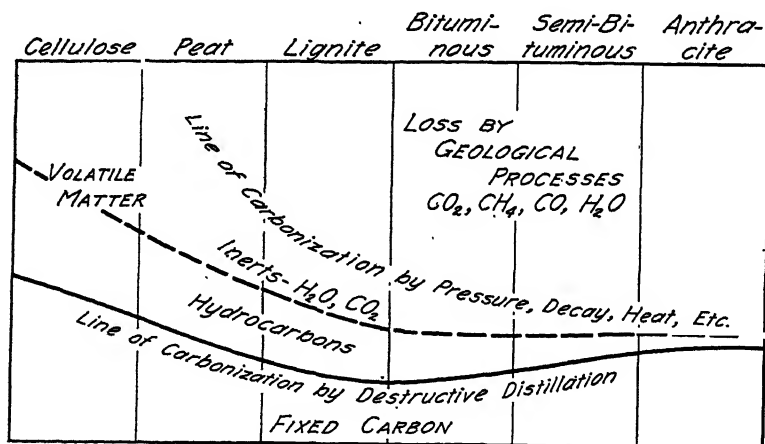 Cellulose Peat Lignite Bitumi-
nous Semi-Bi-
tuminous Anthra-
cite
LOSS BY
GEOLOGICAL
PROCESSES
CO₂, CH₄, CO, H₂O
VOLATILE
MATTER
Line of Carbonization by Pressure, Decay, Heat, Etc.
Inerts- H₂O, CO₂
Hydrocarbons
Line of Carbonization by Destructive Distillation
FIXED CARBON